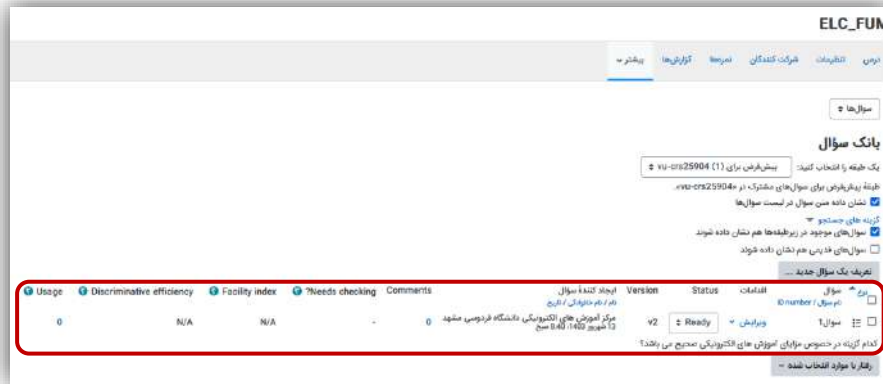 ELC_FUM
درس تنظیمات شرکت کنندگان نمره‌ها گزارش‌ها بیشتر
سوال‌ها
بانک سؤال
یک طبقه را انتخاب کنید: پیش‌فرض برای vu-crs25904 (1)
طبقهٔ پیش‌فرض برای سوال‌های مشترک در «vu-crs25904».
نشان داده متن سوال در لیست سوال‌ها
گزینه های جستجو
سوال‌های موجود در زیرطبقه‌ها هم نشان داده شوند
سوال‌های قدیمی هم نشان داده شوند
تعریف یک سؤال جدید ...
نوع سؤال اقدامات Status Version ایجاد کنندهٔ سؤال Comments Needs checking? Facility index Discriminative efficiency Usage
نام سؤال / ID number نام / نام خانوادگی / تاریخ
سوال1 ویرایش Ready v2 مرکز آموزش های الکترونیکی دانشگاه فردوسی مشهد 0 - N/A N/A 0
13 شهریور 1403، 8:40 صبح
کدام گزینه در خصوص مزایای آموزش های الکترونیکی صحیح می باشد؟
رفتار با موارد انتخاب شده